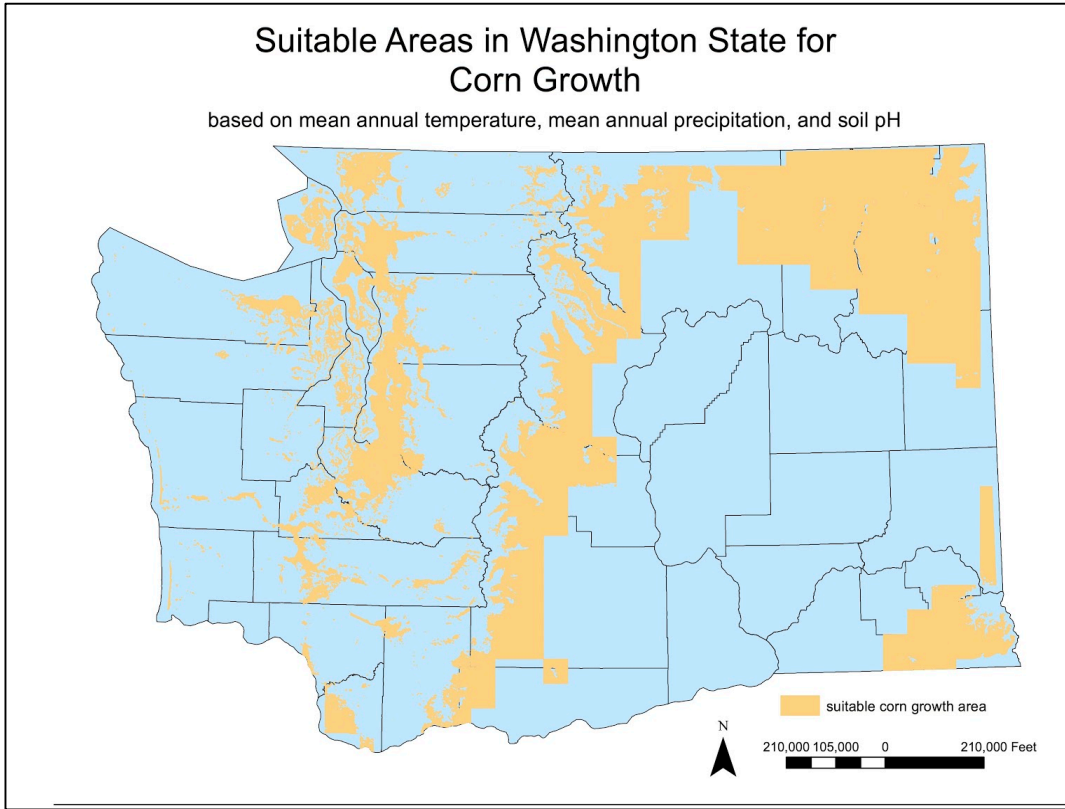 Suitable Areas in Washington State for
Corn Growth
based on mean annual temperature, mean annual precipitation, and soil pH
suitable corn growth area
N
210,000 105,000 0 210,000 Feet